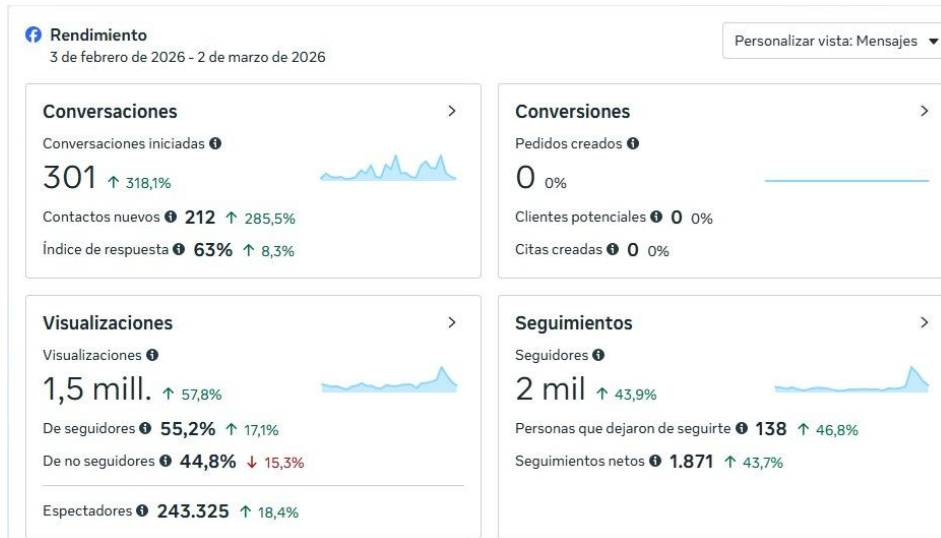 Rendimiento
3 de febrero de 2026 - 2 de marzo de 2026
Personalizar vista: Mensajes
Conversaciones
Conversaciones iniciadas
301 ↑ 318,1%
Contactos nuevos 212 ↑ 285,5%
Índice de respuesta 63% ↑ 8,3%
Conversiones
Pedidos creados
0 0%
Clientes potenciales 0 0%
Citas creadas 0 0%
Visualizaciones
Visualizaciones
1,5 mill. ↑ 57,8%
De seguidores 55,2% ↑ 17,1%
De no seguidores 44,8% ↓ 15,3%
Espectadores 243.325 ↑ 18,4%
Seguimientos
Seguidores
2 mil ↑ 43,9%
Personas que dejaron de seguirte 138 ↑ 46,8%
Seguimientos netos 1.871 ↑ 43,7%